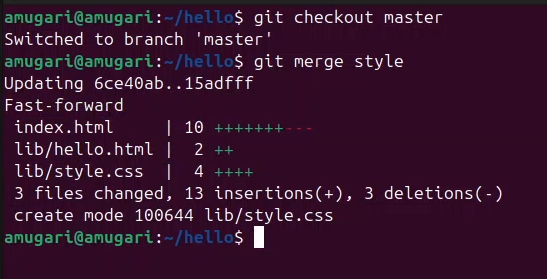 amugari@amugari:~/hello$ git checkout master
Switched to branch 'master'
amugari@amugari:~/hello$ git merge style
Updating 6ce40ab..15adfff
Fast-forward
 index.html     | 10 +++++++---
 lib/hello.html |  2 ++
 lib/style.css  |  4 ++++
 3 files changed, 13 insertions(+), 3 deletions(-)
 create mode 100644 lib/style.css
amugari@amugari:~/hello$